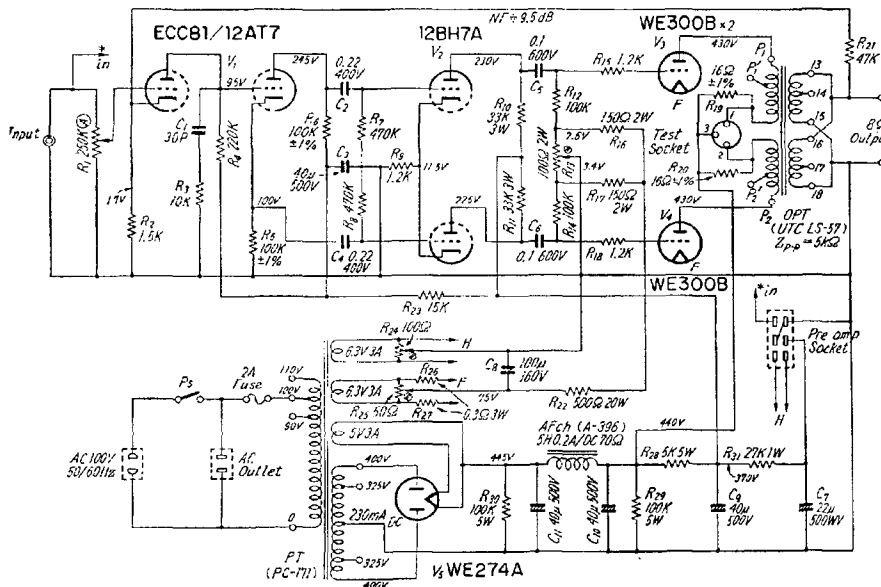 NF≒9.5dB
ECC81/12AT7
12BH7A
WE300B×2
* in
V1
V2
V3
245V
95V
230V
430V
0.22
400V
C2
0.1
600V
C5
R15 1.2K
R12
100K
R21
47K
Input
R1 250K(A)
C1
30P
R4 220K
R6
100K
±1%
R7
470K
C3
40μ
500V
R9
1.2K
11.5V
R10
33K
3W
R11 33K 3W
7.6V
100Ω 2W
R13
150Ω 2W
R16
9.4V
R17 150Ω
2W
R14
100K
16Ω
±1%
R19
Test
Socket
1
2
3
R20
16Ω±1%
P1
P1'
P2'
P2
13
14
15
16
17
18
8Ω
Output
OPT
(UTC LS-57)
Zp-p=5kΩ
1.7V
R2
1.5K
R3
10K
100V
R5
100K
±1%
R8 470K
C4 0.22
400V
225V
C6
0.1 600V
R18 1.2K
V4
430V
F
F
WE300B
R23 15K
R24 100Ω
6.3V 3A
H
C8
100μ
160V
R26
F
6.3V 3A
75V
R25 50Ω
R27
0.3Ω 3W
R22 500Ω 20W
*in
Pre amp
Socket
H
2A
Fuse
PS
110V
100V
90V
0
AC 100V
50/60Hz
AC
Outlet
5V 3A
400V
325V
230mA
325V
400V
PT
(PC-171)
V5 WE274A
445V
R30
100K
5W
AFch (A-396)
5H 0.2A/DC70Ω
C11 40μ 500V
C10 40μ 500V
440V
R28 5K 5W
R29
100K
5W
R31 27K 1W
370V
C9
40μ
500V
C7
22μ
500WV